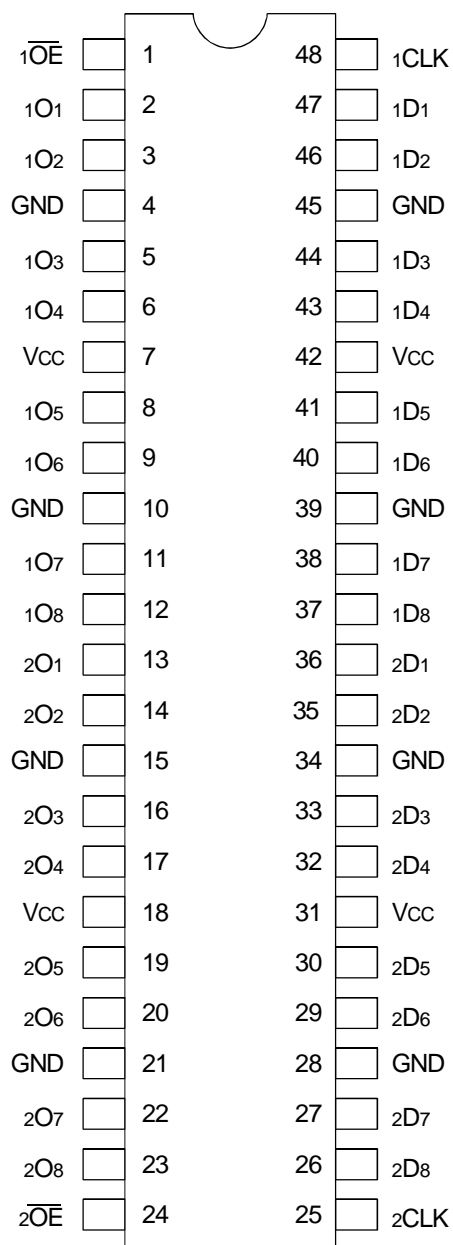 1O̅E̅ 1 48 1CLK
1O1 2 47 1D1
1O2 3 46 1D2
GND 4 45 GND
1O3 5 44 1D3
1O4 6 43 1D4
VCC 7 42 VCC
1O5 8 41 1D5
1O6 9 40 1D6
GND 10 39 GND
1O7 11 38 1D7
1O8 12 37 1D8
2O1 13 36 2D1
2O2 14 35 2D2
GND 15 34 GND
2O3 16 33 2D3
2O4 17 32 2D4
VCC 18 31 VCC
2O5 19 30 2D5
2O6 20 29 2D6
GND 21 28 GND
2O7 22 27 2D7
2O8 23 26 2D8
2O̅E̅ 24 25 2CLK